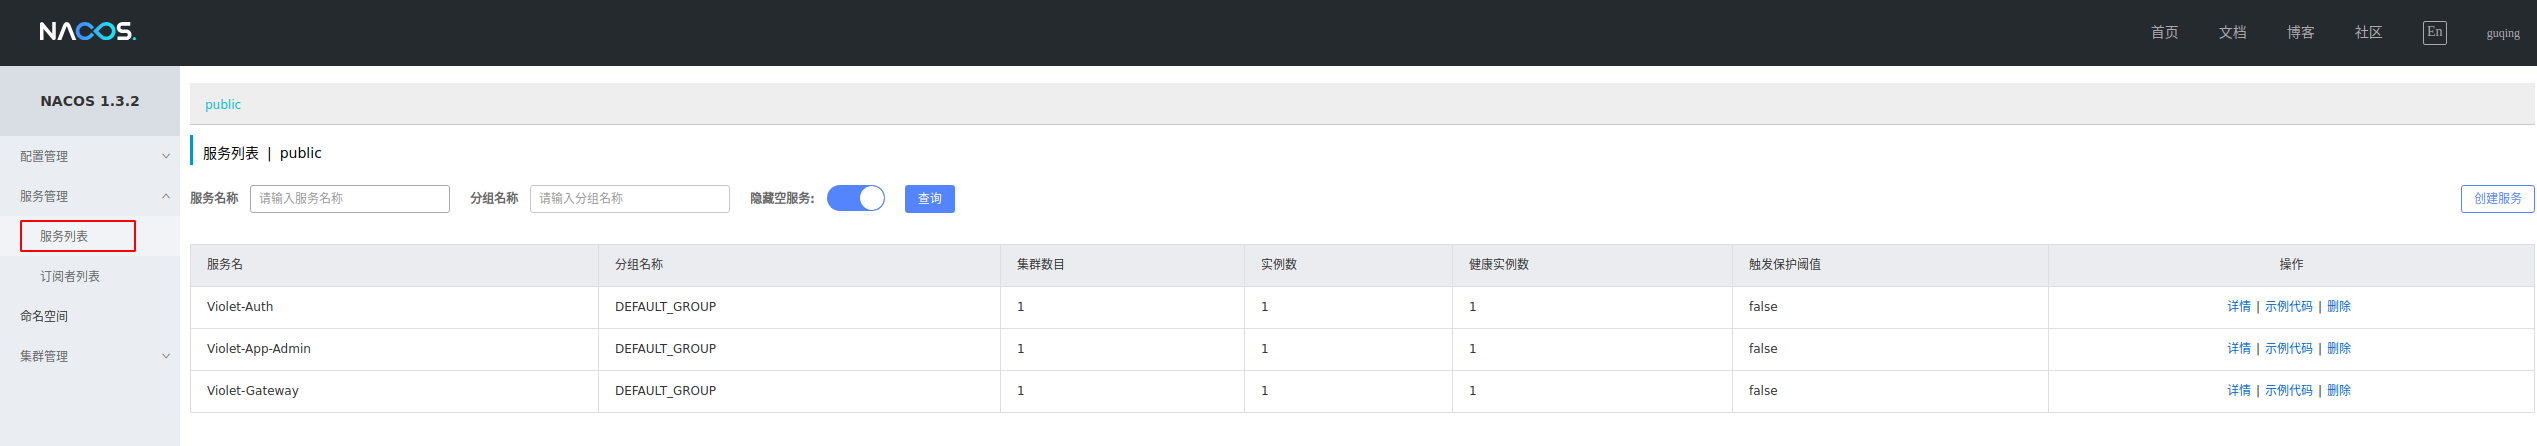 NACOS.
首页 文档 博客 社区 En guqing
NACOS 1.3.2
配置管理
服务管理
服务列表
订阅者列表
命名空间
集群管理
public
服务列表 | public
服务名称 请输入服务名称 分组名称 请输入分组名称 隐藏空服务: 查询 创建服务
服务名 分组名称 集群数目 实例数 健康实例数 触发保护阈值 操作
Violet-Auth DEFAULT_GROUP 1 1 1 false 详情 | 示例代码 | 删除
Violet-App-Admin DEFAULT_GROUP 1 1 1 false 详情 | 示例代码 | 删除
Violet-Gateway DEFAULT_GROUP 1 1 1 false 详情 | 示例代码 | 删除